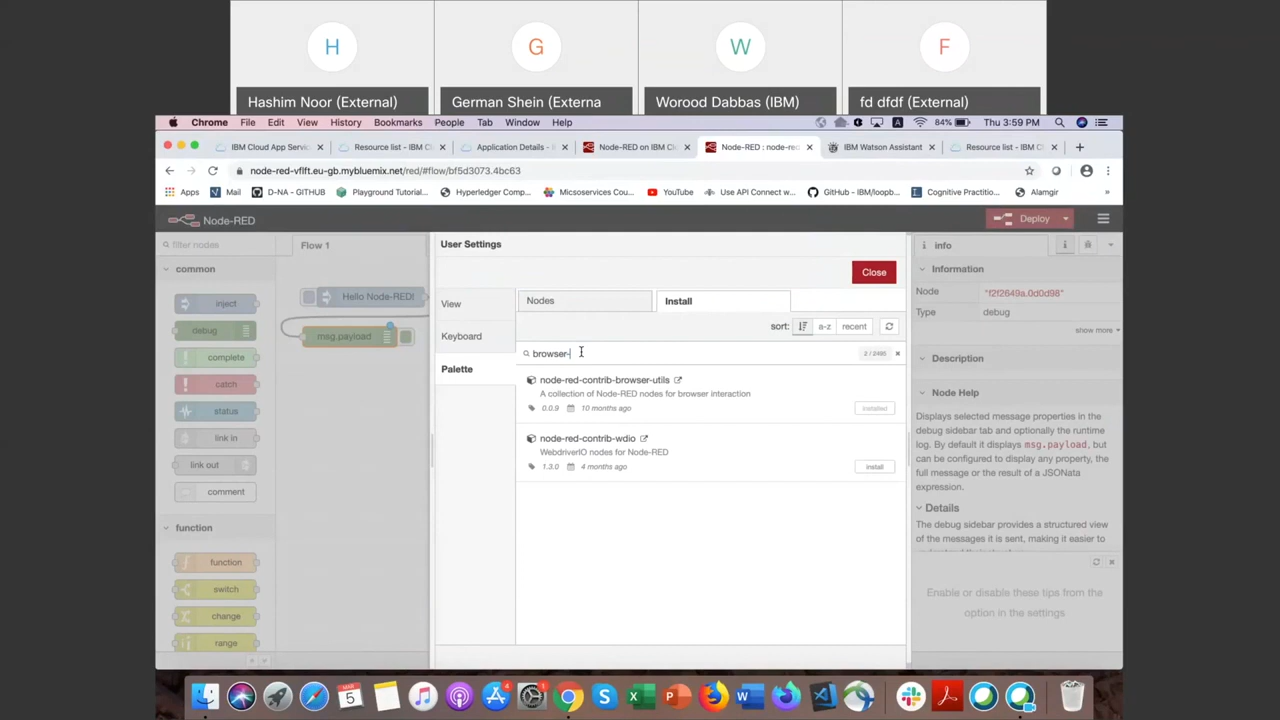 H
G
W
F
Hashim Noor (External)
German Shein (Externa
Worood Dabbas (IBM)
fd dfdf (External)
Chrome File Edit View History Bookmarks People Tab Window Help
A 84% Thu 3:59 PM
IBM Cloud App Servi
Resource list - IBM Cl
Application Details - I
Node-RED on IBM Cl
Node-RED : node-red
IBM Watson Assistant
Resource list - IBM Cl
node-red-vflft.eu-gb.mybluemix.net/red/#flow/bf5d3073.4bc63
Apps
Mail
D-NA - GITHUB
Playground Tutorial...
Hyperledger Comp...
Micsoservices Cou...
YouTube
Use API Connect w...
GitHub - IBM/loopb...
Cognitive Practitio...
Alamgir
Node-RED
Deploy
filter nodes
Flow 1
User Settings
i info
i
common
Close
Information
inject
Hello Node-RED!
View
Nodes
Install
Node "f2f2649a.0d0d98"
Type debug
debug
msg.payload
Keyboard
sort: a-z recent
show more
complete
browser-
2 / 2485
Description
catch
Palette
node-red-contrib-browser-utils
A collection of Node-RED nodes for browser interaction
Node Help
status
0.0.9 10 months ago
installed
Displays selected message properties in the debug sidebar tab and optionally the runtime
log. By default it displays msg.payload, but
can be configured to display any property, the
full message or the result of a JSONata
expression.
link in
node-red-contrib-wdio
WebdriverIO nodes for Node-RED
link out
1.3.0 4 months ago
install
comment
Details
The debug sidebar provides a structured view
of the messages it is sent, making it easier to
function
function
switch
change
range
Enable or disable these tips from the
option in the settings
MAR
5
4
1